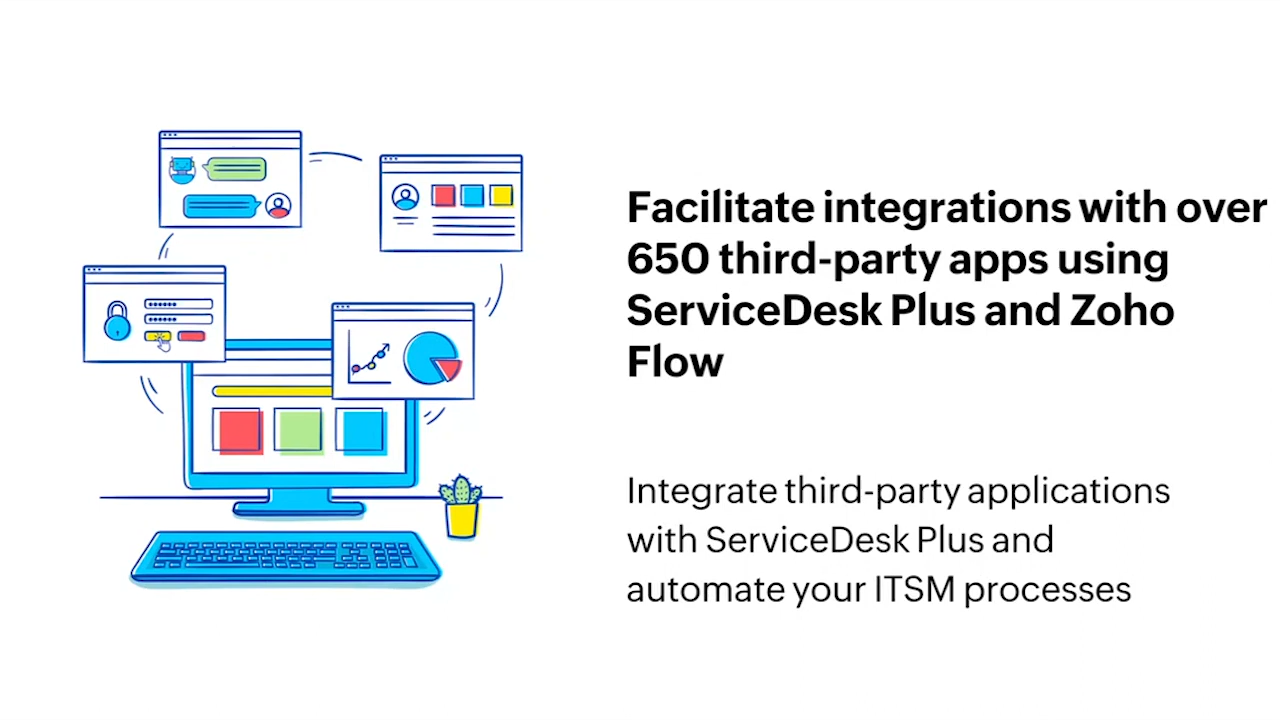 Facilitate integrations with over
650 third-party apps using
ServiceDesk Plus and Zoho
Flow
Integrate third-party applications
with ServiceDesk Plus and
automate your ITSM processes